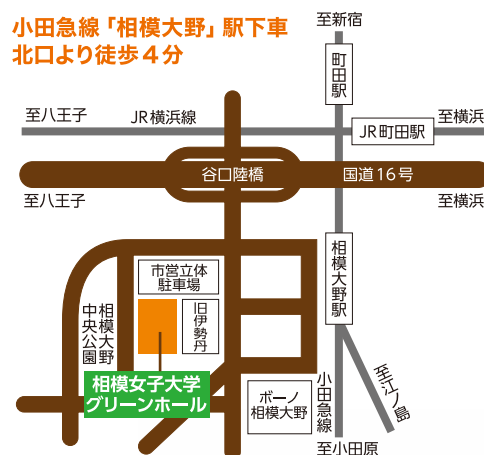 小田急線「相模大野」駅下車
北口より徒歩4分
至新宿
町田駅
至八王子
JR横浜線
至横浜
JR町田駅
谷口陸橋
国道16号
至八王子
至横浜
相模大野駅
市営立体
駐車場
旧伊勢丹
相模大野
中央公園
相模女子大学
グリーンホール
ボーノ
相模大野
小田急線
至江ノ島
至小田原